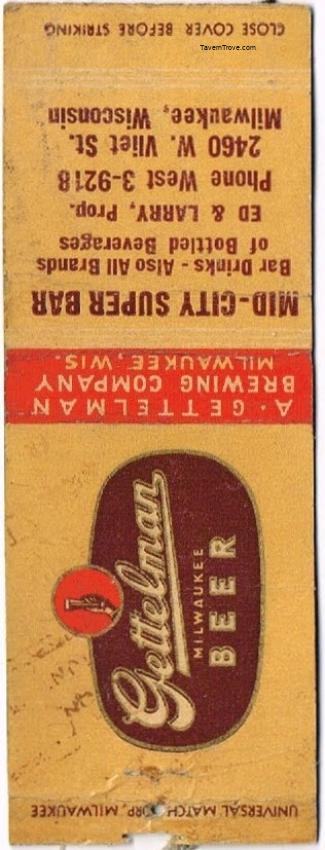 UNIVERSAL MATCH CORP., MILWAUKEE
Gettelman
MILWAUKEE
BEER
A. GETTELMAN
BREWING COMPANY
MILWAUKEE, WIS.
MID-CITY SUPER BAR
Bar Drinks - Also All Brands
of Bottled Beverages
ED & LARRY, Prop.
Phone West 3-9218
2460 W. Vliet St.
Milwaukee, Wisconsin
CLOSE COVER BEFORE STRIKING
TavernTrove.com